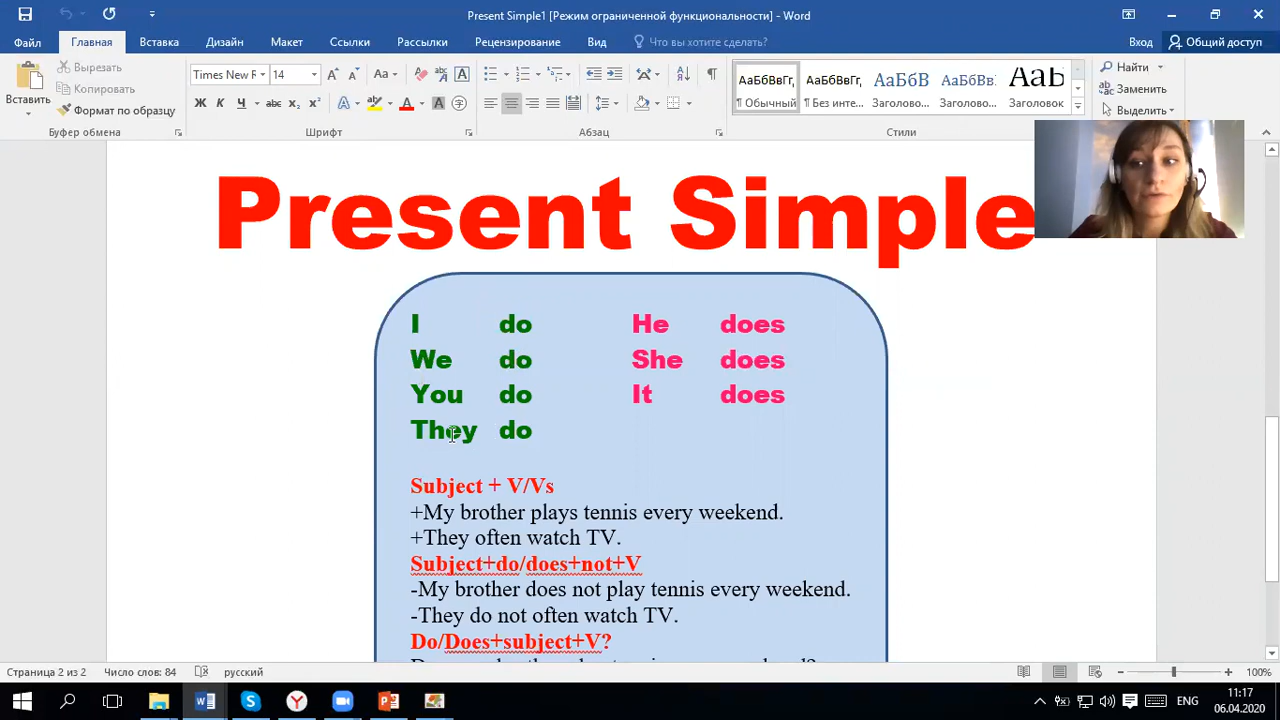 Present Simple1 [Режим ограниченной функциональности] - Word
Файл Главная Вставка Дизайн Макет Ссылки Рассылки Рецензирование Вид Что вы хотите сделать? Вход Общий доступ
Вставить
Вырезать
Копировать
Формат по образцу
Буфер обмена
Times New R 14
Aa
Ж К Ч abc x₂ x²
Шрифт
Абзац
АаБбВвГг, АаБбВвГг, АаБбВ АаБбВв АаБ
¶ Обычный ¶ Без инте... Заголово... Заголово... Заголовок
Стили
Найти
Заменить
Выделить
Present Simple
I do He does
We do She does
You do It does
They do
Subject + V/Vs
+My brother plays tennis every weekend.
+They often watch TV.
Subject+do/does+not+V
-My brother does not play tennis every weekend.
-They do not often watch TV.
Do/Does+subject+V?
Страница 2 из 2 Число слов: 84 русский 100%
ENG
11:17
06.04.2020